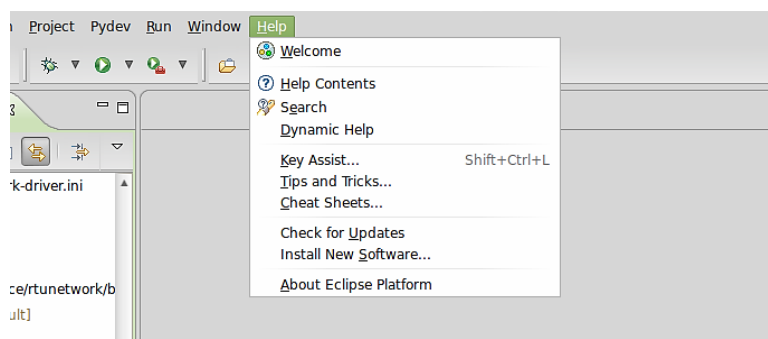 Project Pydev Run Window Help
Welcome
Help Contents
Search
Dynamic Help
Key Assist... Shift+Ctrl+L
Tips and Tricks...
Cheat Sheets...
Check for Updates
Install New Software...
About Eclipse Platform
rk-driver.ini
ce/rtunetwork/b
ult]